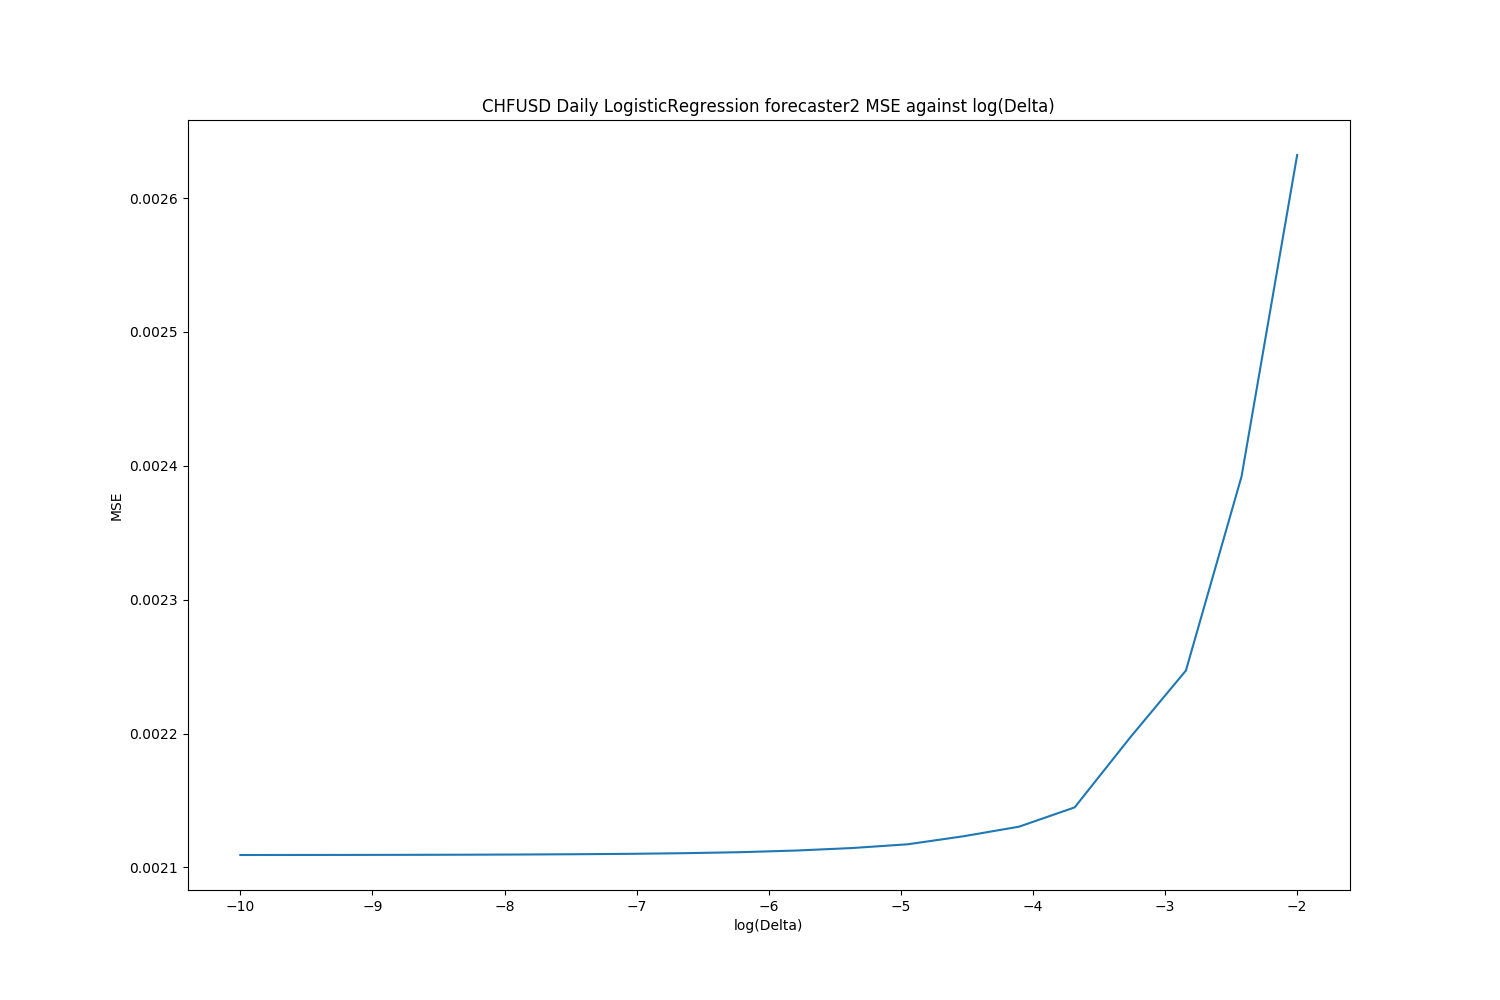 CHFUSD Daily LogisticRegression forecaster2 MSE against log(Delta)
0.0026
0.0025
0.0024
MSE
0.0023
0.0022
0.0021
−10 −9 −8 −7 −6 −5 −4 −3 −2
log(Delta)